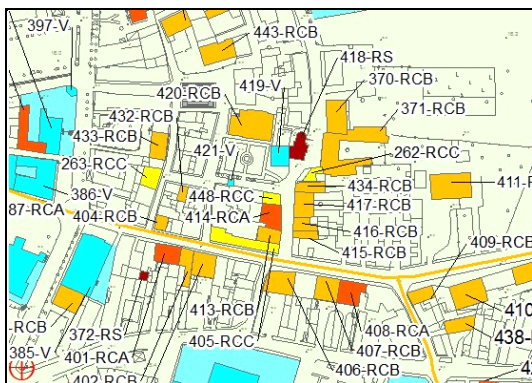 397-V
443-RCB
418-RS
419-V
370-RCB
420-RCB
371-RCB
432-RCB
433-RCB
421-V
262-RCC
263-RCC
434-RCB
411-
386-V
448-RCC
417-RCB
87-RCA
414-RCA
404-RCB
416-RCB
409-RCB
415-RCB
413-RCB
410
-RCB
372-RS
408-RCA
438-
385-V
405-RCC
401-RCA
407-RCB
406-RCB
402-RCB